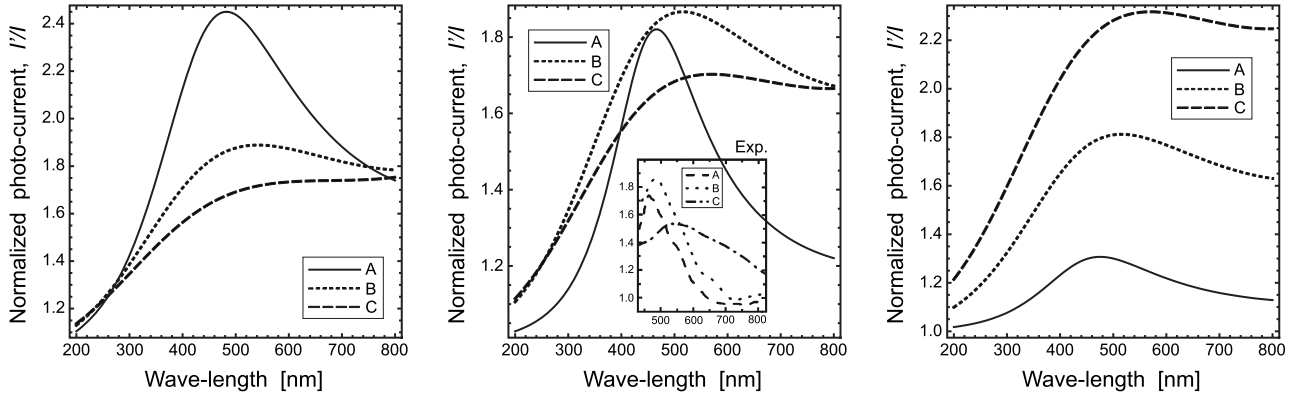 Normalized photo-current, I'/I
2.4
2.2
2.0
1.8
1.6
1.4
1.2
A
B
C
200 300 400 500 600 700 800
Wave-length [nm]
Normalized photo-current, I'/I
1.8
1.6
1.4
1.2
A
B
C
Exp.
1.8
1.6
1.4
1.2
1.0
A
B
C
500 600 700 800
200 300 400 500 600 700 800
Wave-length [nm]
Normalized photo-current, I'/I
2.2
2.0
1.8
1.6
1.4
1.2
1.0
A
B
C
200 300 400 500 600 700 800
Wave-length [nm]